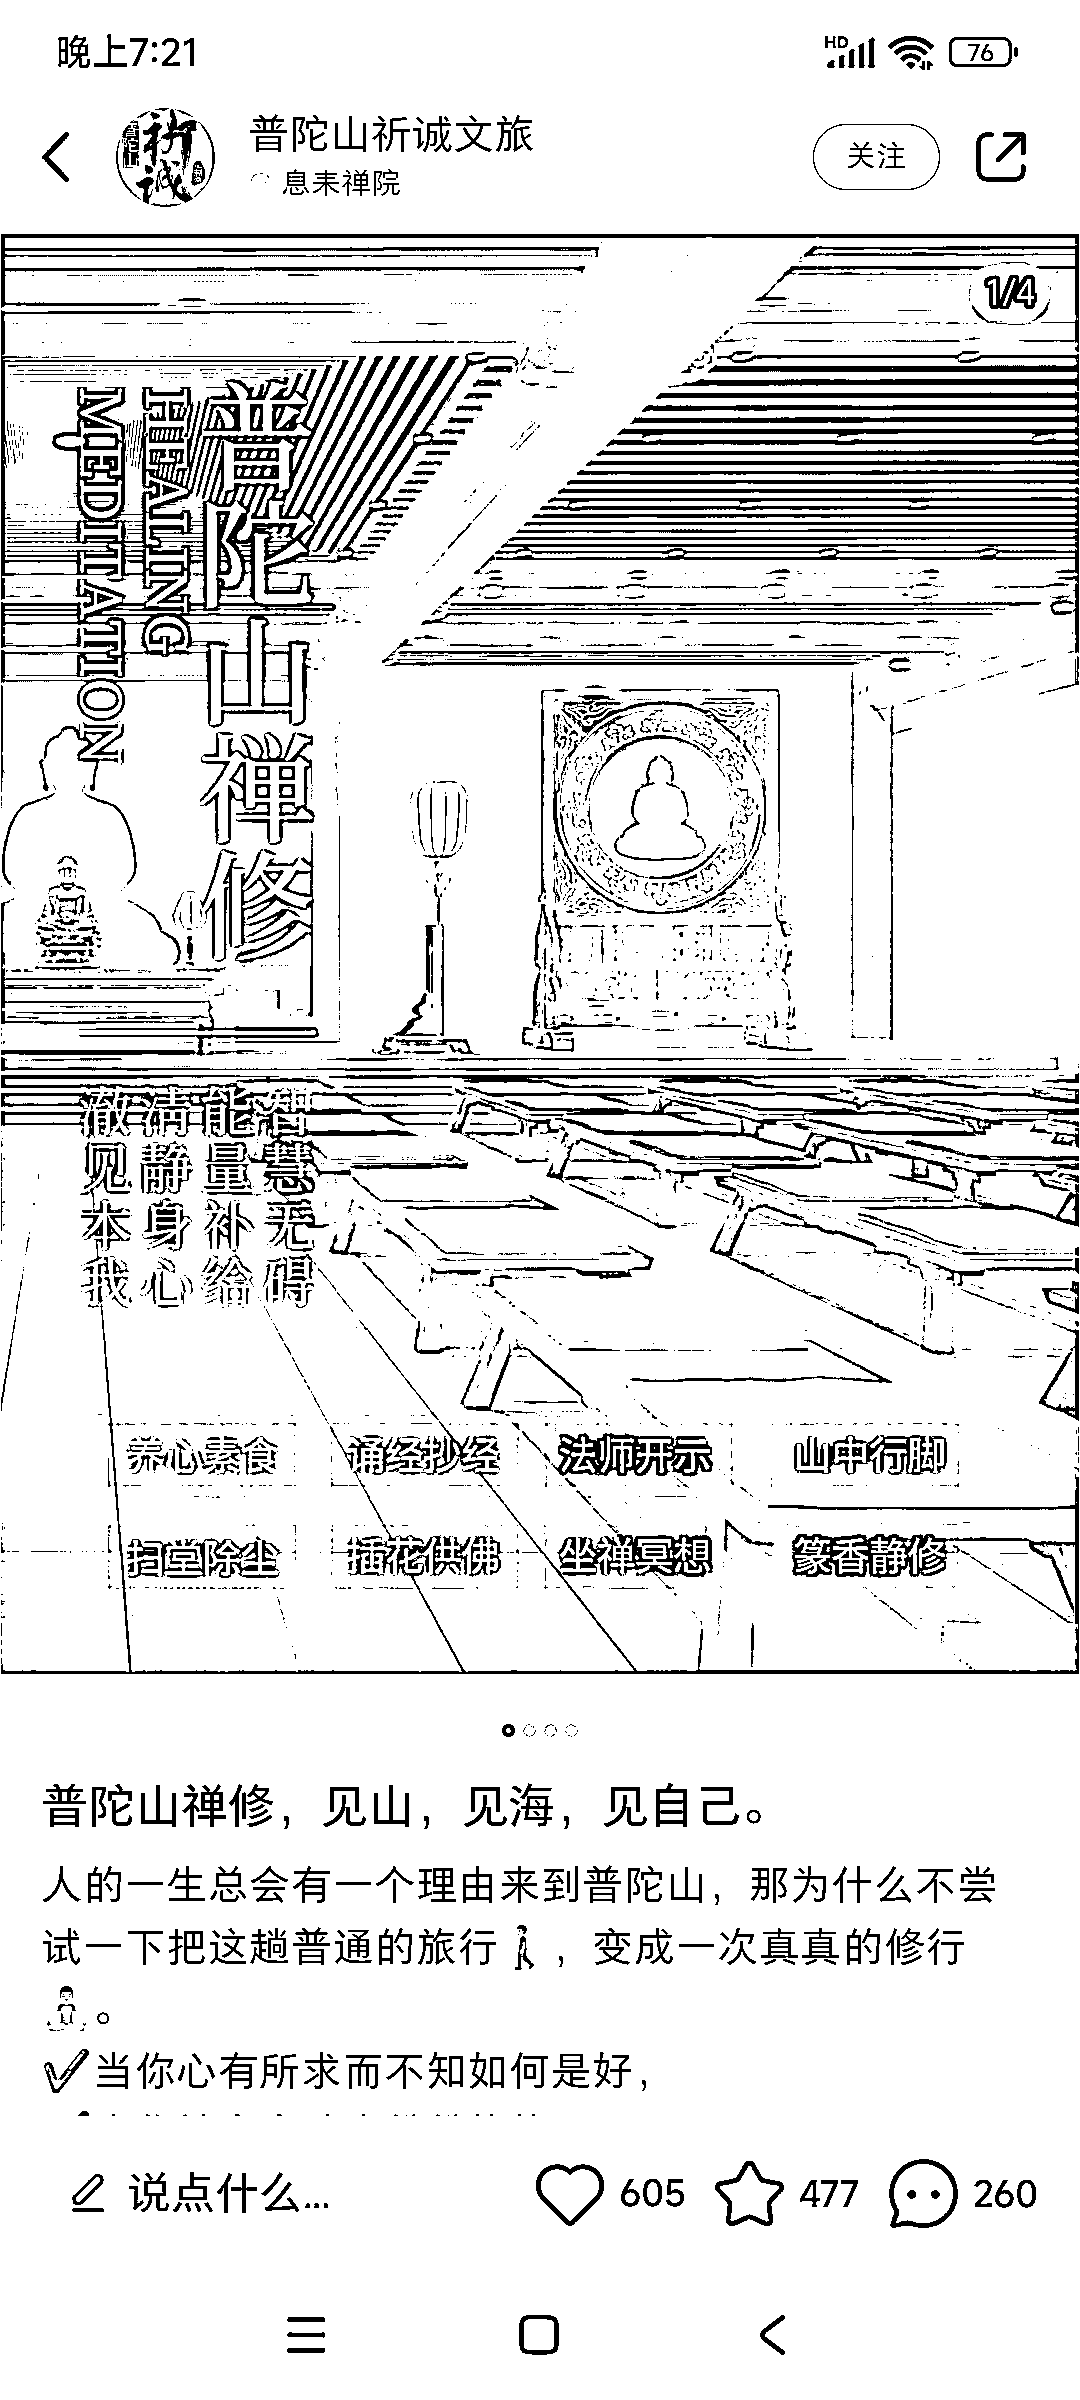 晚上7:21
HD
76
普陀山祈诚文旅
息耒禅院
关注
祈诚
1/4
普陀山禅修
HEALING
MEDITATION
智慧无碍
能量补给
清静身心
澈见本我
养心素食 诵经抄经 法师开示 山中行脚
扫堂除尘 插花供佛 坐禅冥想 篆香静修
普陀山禅修，见山，见海，见自己。
人的一生总会有一个理由来到普陀山，那为什么不尝
试一下把这趟普通的旅行🚶，变成一次真真的修行
🧘。
✔当你心有所求而不知如何是好，
说点什么...
605
477
260